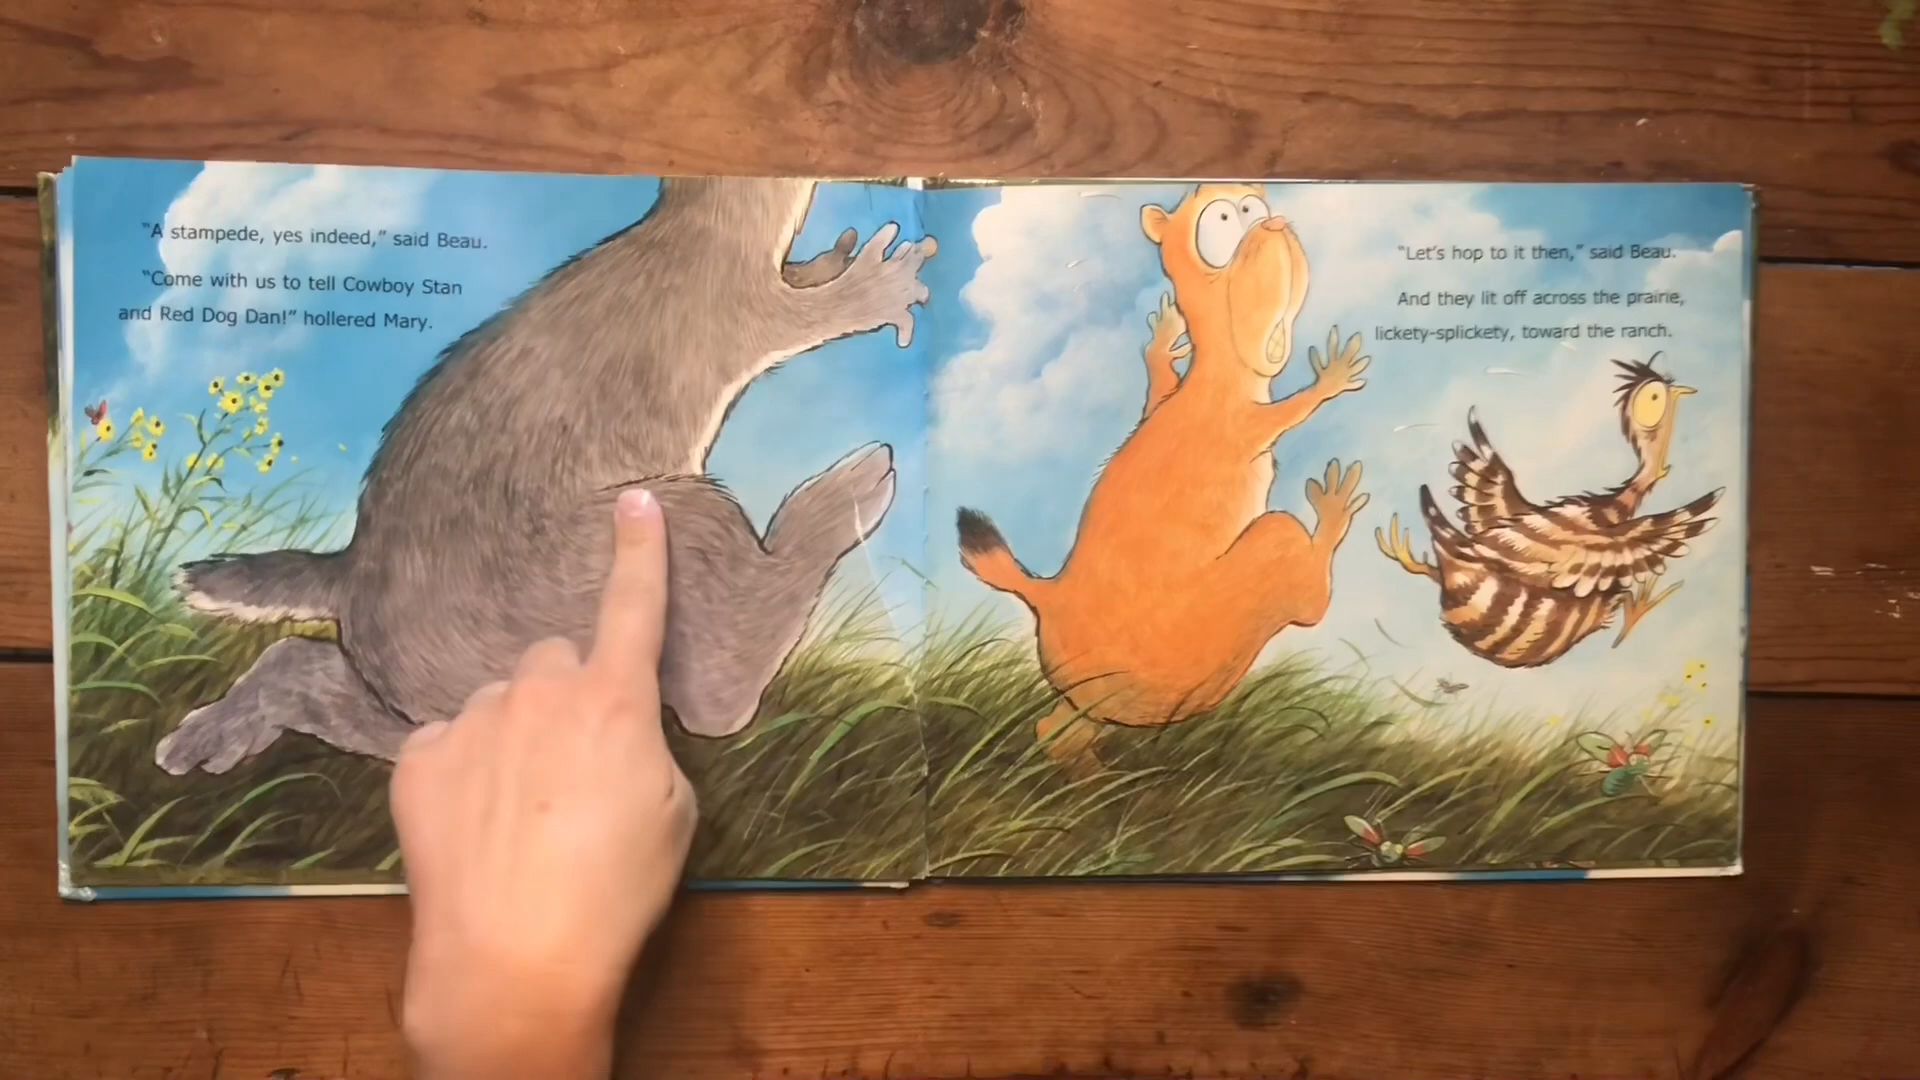 “A stampede, yes indeed,” said Beau.
“Come with us to tell Cowboy Stan
and Red Dog Dan!” hollered Mary.
“Let’s hop to it then,” said Beau.
And they lit off across the prairie,
lickety-splickety, toward the ranch.